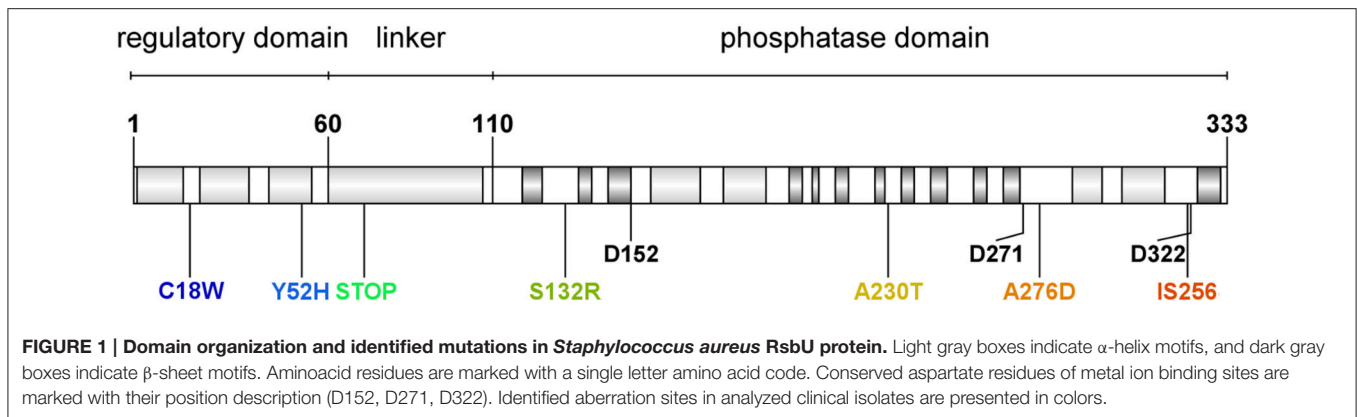 regulatory domain linker phosphatase domain
1 60 110 333
D152 D271 D322
C18W Y52H STOP S132R A230T A276D IS256
FIGURE 1 | Domain organization and identified mutations in Staphylococcus aureus RsbU protein. Light gray boxes indicate α-helix motifs, and dark gray
boxes indicate β-sheet motifs. Aminoacid residues are marked with a single letter amino acid code. Conserved aspartate residues of metal ion binding sites are
marked with their position description (D152, D271, D322). Identified aberration sites in analyzed clinical isolates are presented in colors.